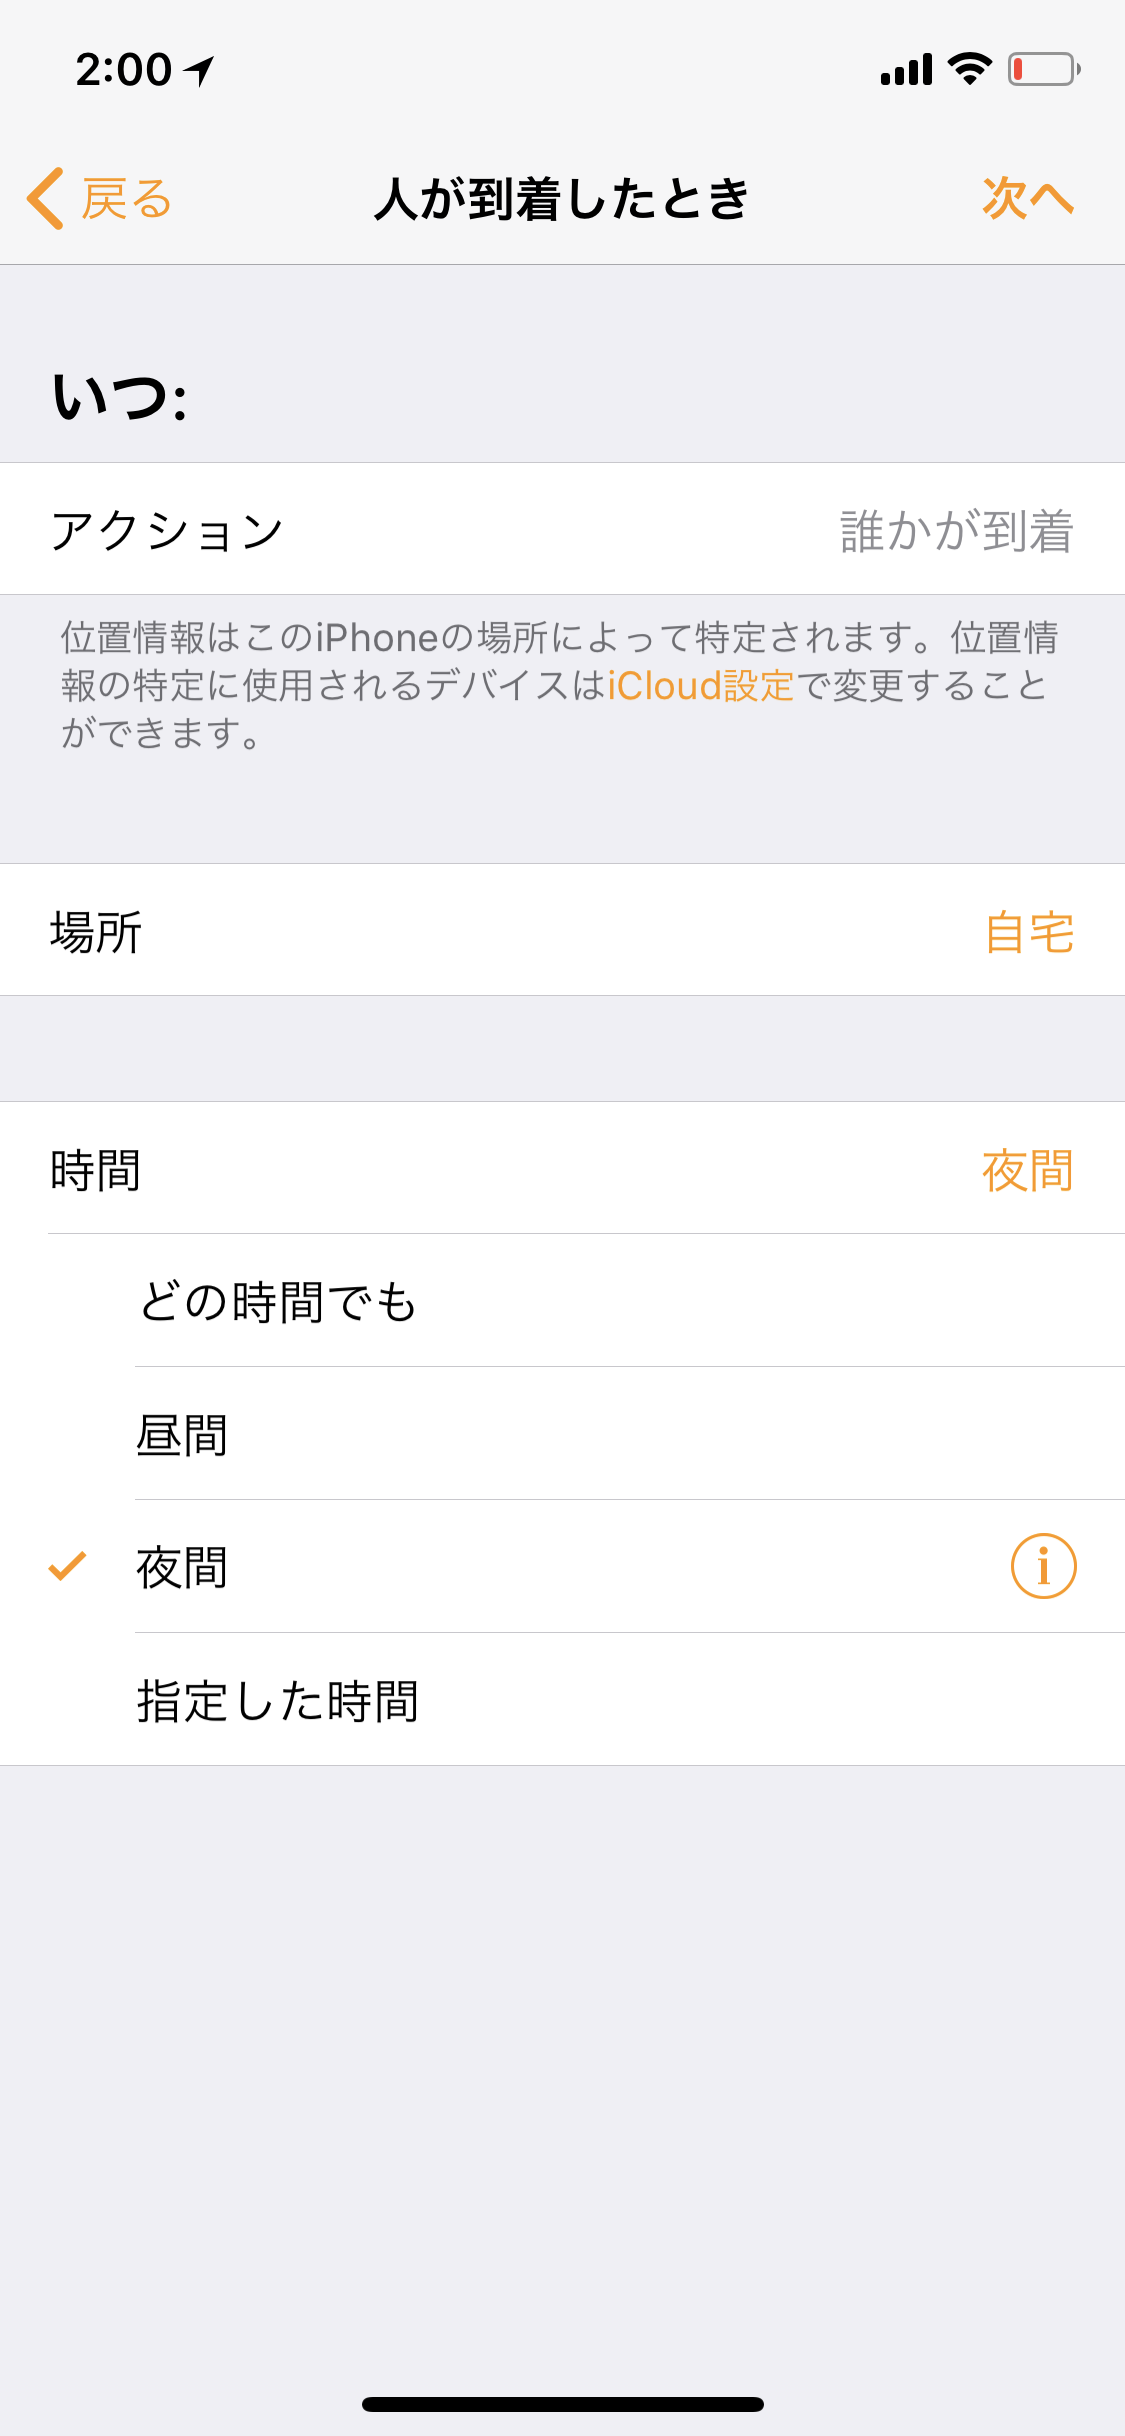 2:00
戻る
人が到着したとき
次へ
いつ:
アクション
誰かが到着
位置情報はこのiPhoneの場所によって特定されます。位置情
報の特定に使用されるデバイスはiCloud設定で変更すること
ができます。
場所
自宅
時間
夜間
どの時間でも
昼間
夜間
指定した時間